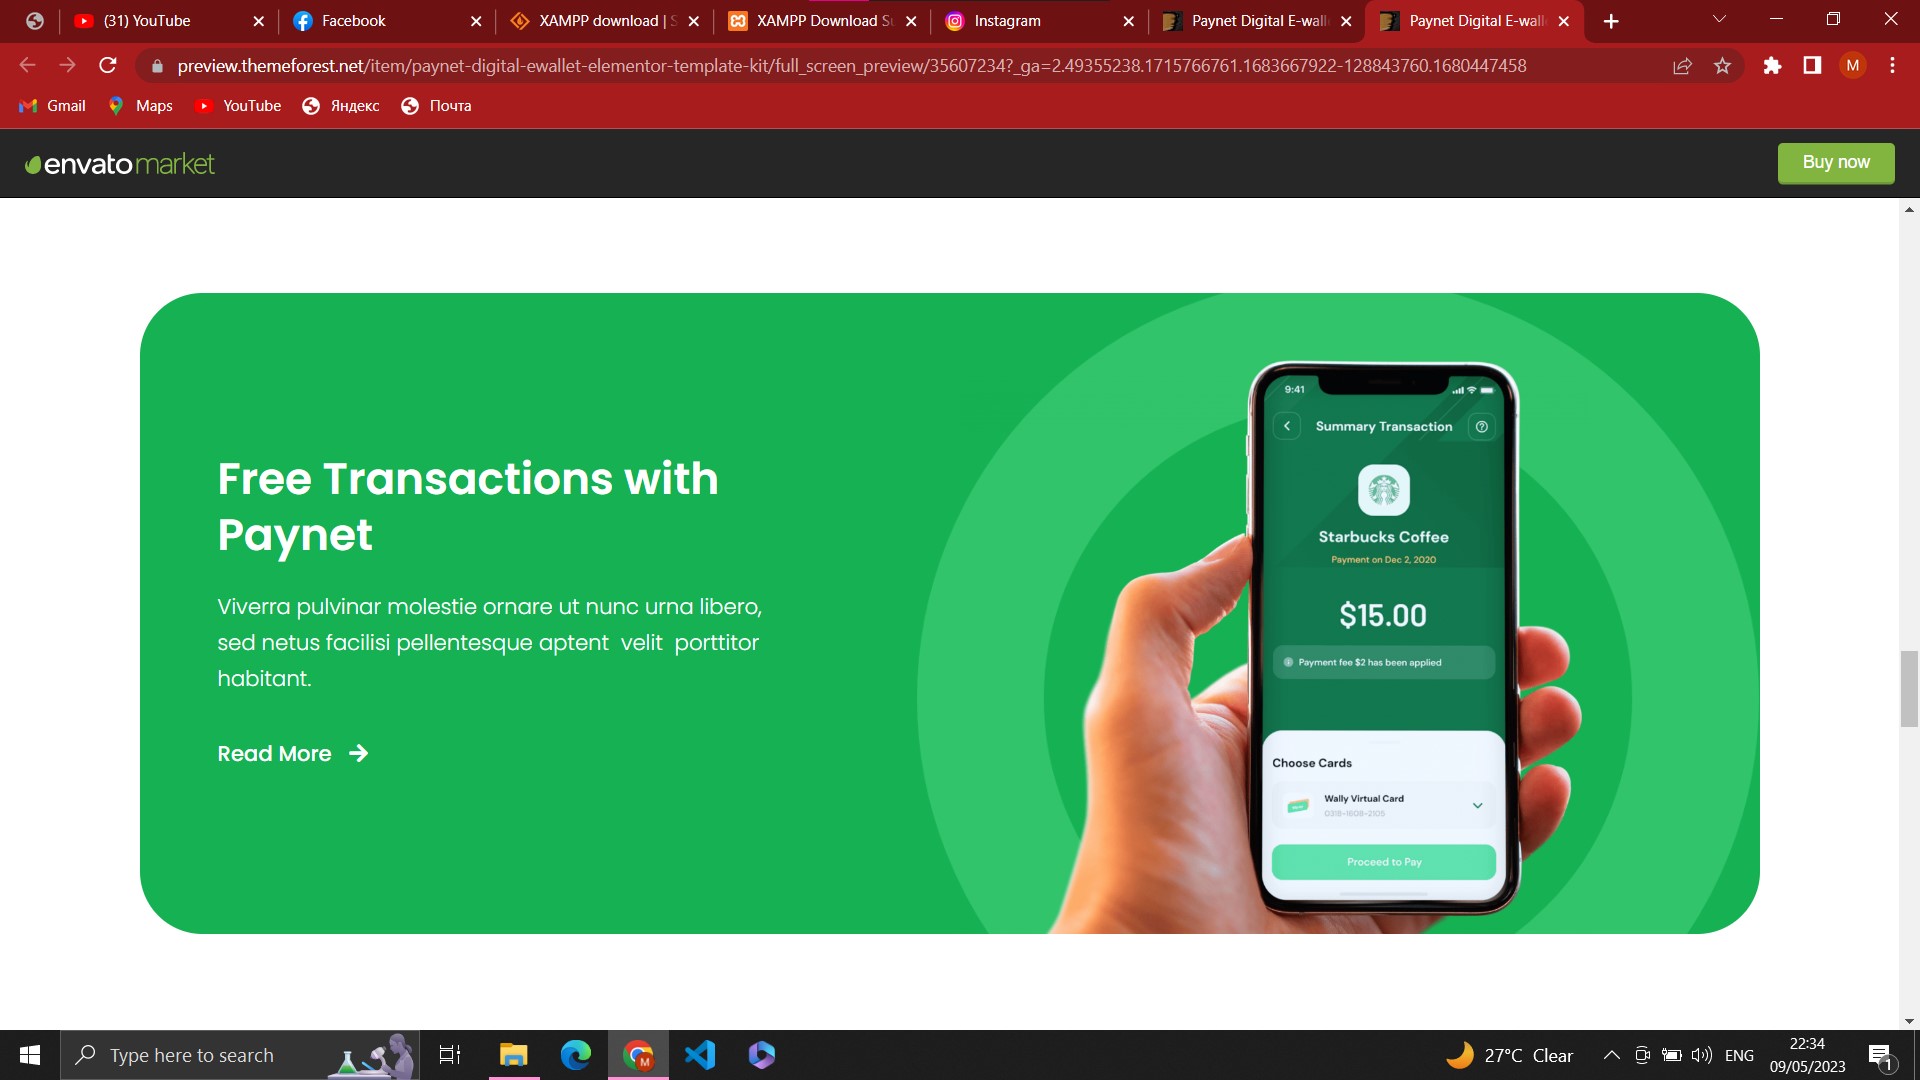 (31) YouTube
Facebook
XAMPP download | S
XAMPP Download Su
Instagram
Paynet Digital E-wall
Paynet Digital E-walle
preview.themeforest.net/item/paynet-digital-ewallet-elementor-template-kit/full_screen_preview/35607234?_ga=2.49355238.1715766761.1683667922-128843760.1680447458
M
Gmail
Maps
YouTube
Яндекс
Почта
envatomarket
Buy now
Free Transactions with
Paynet
Viverra pulvinar molestie ornare ut nunc urna libero,
sed netus facilisi pellentesque aptent velit porttitor
habitant.
Read More
9:41
Summary Transaction
Starbucks Coffee
Payment on Dec 2, 2020
$15.00
Payment fee $2 has been applied
Choose Cards
Wally Virtual Card
0318-1608-2105
Proceed to Pay
Type here to search
M
27°C Clear
ENG
22:34
09/05/2023
1